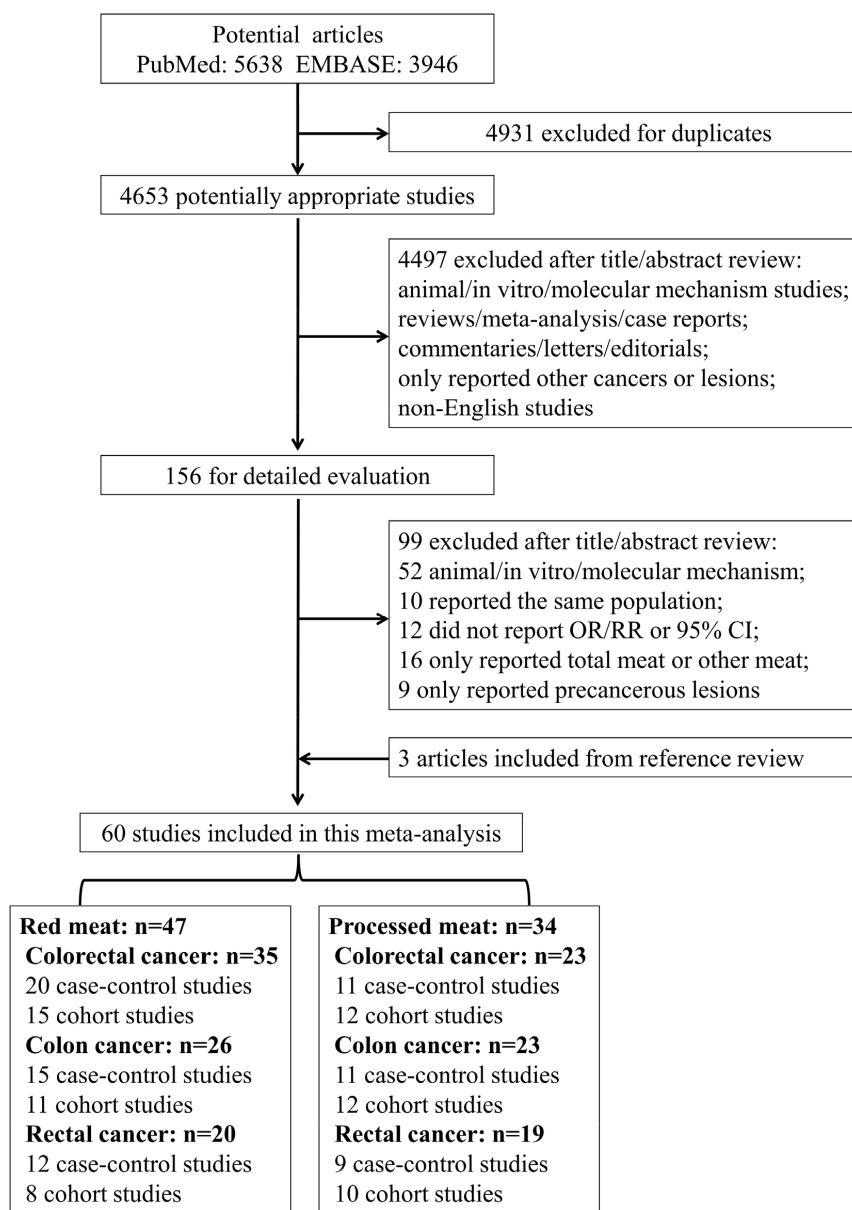 Potential articles
PubMed: 5638 EMBASE: 3946
4931 excluded for duplicates
4653 potentially appropriate studies
4497 excluded after title/abstract review:
animal/in vitro/molecular mechanism studies;
reviews/meta-analysis/case reports;
commentaries/letters/editorials;
only reported other cancers or lesions;
non-English studies
156 for detailed evaluation
99 excluded after title/abstract review:
52 animal/in vitro/molecular mechanism;
10 reported the same population;
12 did not report OR/RR or 95% CI;
16 only reported total meat or other meat;
9 only reported precancerous lesions
3 articles included from reference review
60 studies included in this meta-analysis
Red meat: n=47
Colorectal cancer: n=35
20 case-control studies
15 cohort studies
Colon cancer: n=26
15 case-control studies
11 cohort studies
Rectal cancer: n=20
12 case-control studies
8 cohort studies
Processed meat: n=34
Colorectal cancer: n=23
11 case-control studies
12 cohort studies
Colon cancer: n=23
11 case-control studies
12 cohort studies
Rectal cancer: n=19
9 case-control studies
10 cohort studies